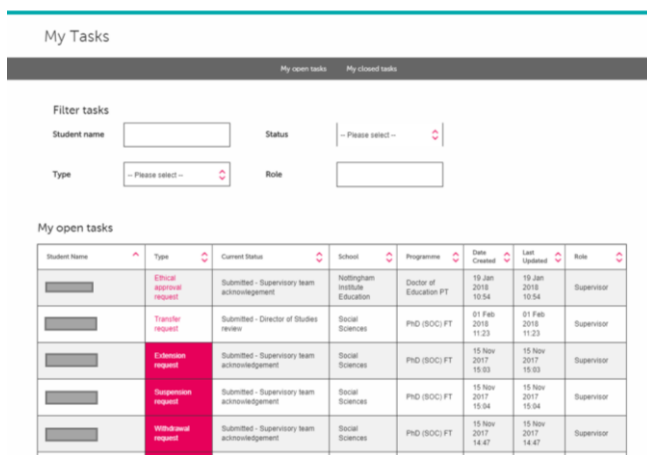 My Tasks
My open tasks My closed tasks
Filter tasks
Student name Status -- Please select --
Type -- Please select -- Role
My open tasks
Student Name Type Current Status School Programme Date Created Last Updated Role
Ethical approval request Submitted - Supervisory team acknowlegement Nottingham Institute Education Doctor of Education PT 19 Jan 2018 10:54 19 Jan 2018 10:54 Supervisor
Transfer request Submitted - Director of Studies review Social Sciences PhD (SOC) FT 01 Feb 2018 11:23 01 Feb 2018 11:23 Supervisor
Extension request Submitted - Supervisory team acknowledgement Social Sciences PhD (SOC) FT 15 Nov 2017 15:03 15 Nov 2017 15:03 Supervisor
Suspension request Submitted - Supervisory team acknowledgement Social Sciences PhD (SOC) FT 15 Nov 2017 15:04 15 Nov 2017 15:04 Supervisor
Withdrawal request Submitted - Supervisory team acknowledgement Social Sciences PhD (SOC) FT 15 Nov 2017 14:47 15 Nov 2017 14:47 Supervisor